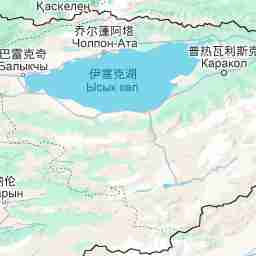 Каскелен
乔尔蓬阿塔
Чолпон-Ата
巴雷克奇
Балыкчы
普热瓦利斯克
Каракол
伊塞克湖
Ысык көл